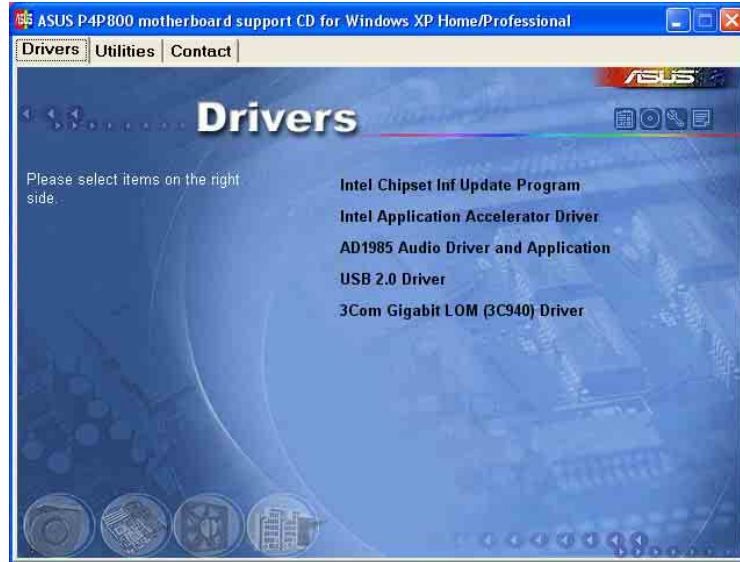 ASUS P4P800 motherboard support CD for Windows XP Home/Professional
Drivers Utilities Contact
ASUS
Drivers
Please select items on the right
side.
Intel Chipset Inf Update Program
Intel Application Accelerator Driver
AD1985 Audio Driver and Application
USB 2.0 Driver
3Com Gigabit LOM (3C940) Driver